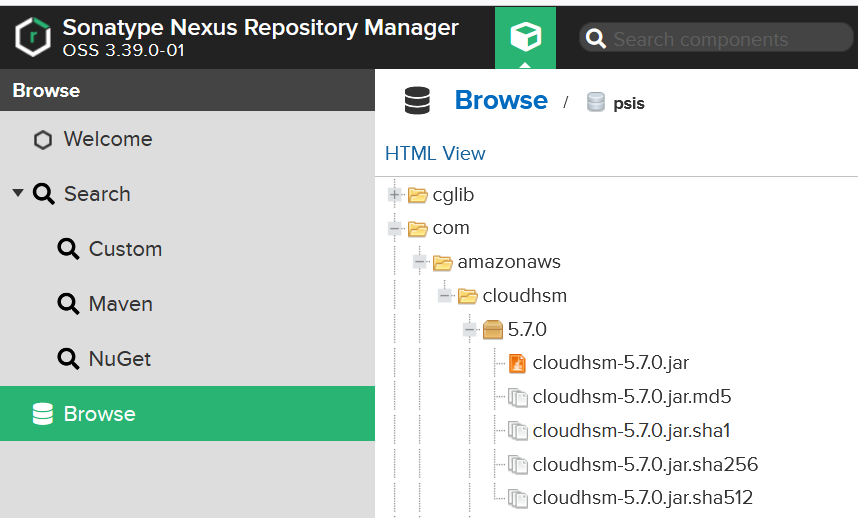 Sonatype Nexus Repository Manager
OSS 3.39.0-01
Search components
Browse
Welcome
Search
Custom
Maven
NuGet
Browse
Browse / psis
HTML View
cglib
com
amazonaws
cloudhsm
5.7.0
cloudhsm-5.7.0.jar
cloudhsm-5.7.0.jar.md5
cloudhsm-5.7.0.jar.sha1
cloudhsm-5.7.0.jar.sha256
cloudhsm-5.7.0.jar.sha512